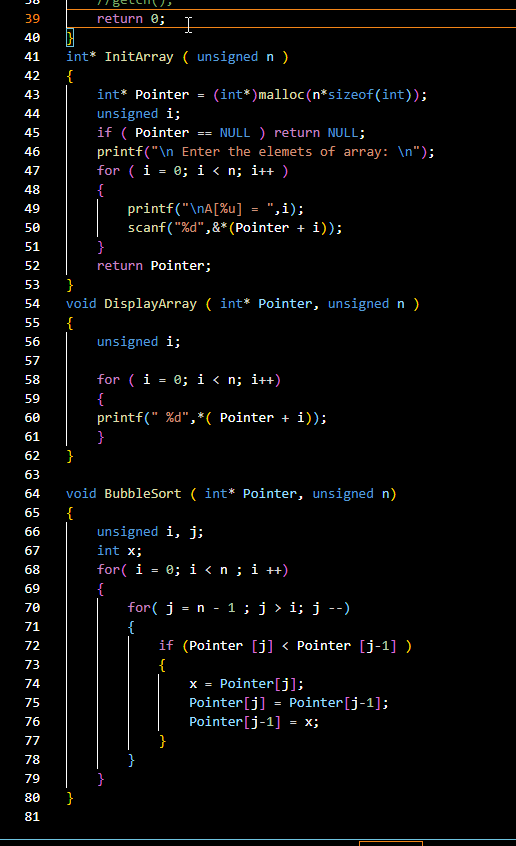 38 //getch();
39 return 0;
40 }
41 int* InitArray ( unsigned n )
42 {
43 int* Pointer = (int*)malloc(n*sizeof(int));
44 unsigned i;
45 if ( Pointer == NULL ) return NULL;
46 printf("\n Enter the elemets of array: \n");
47 for ( i = 0; i < n; i++ )
48 {
49 printf("\nA[%u] = ",i);
50 scanf("%d",&*(Pointer + i));
51 }
52 return Pointer;
53 }
54 void DisplayArray ( int* Pointer, unsigned n )
55 {
56 unsigned i;
57
58 for ( i = 0; i < n; i++)
59 {
60 printf(" %d",*( Pointer + i));
61 }
62 }
63
64 void BubbleSort ( int* Pointer, unsigned n)
65 {
66 unsigned i, j;
67 int x;
68 for( i = 0; i < n ; i ++)
69 {
70 for( j = n - 1 ; j > i; j --)
71 {
72 if (Pointer [j] < Pointer [j-1] )
73 {
74 x = Pointer[j];
75 Pointer[j] = Pointer[j-1];
76 Pointer[j-1] = x;
77 }
78 }
79 }
80 }
81